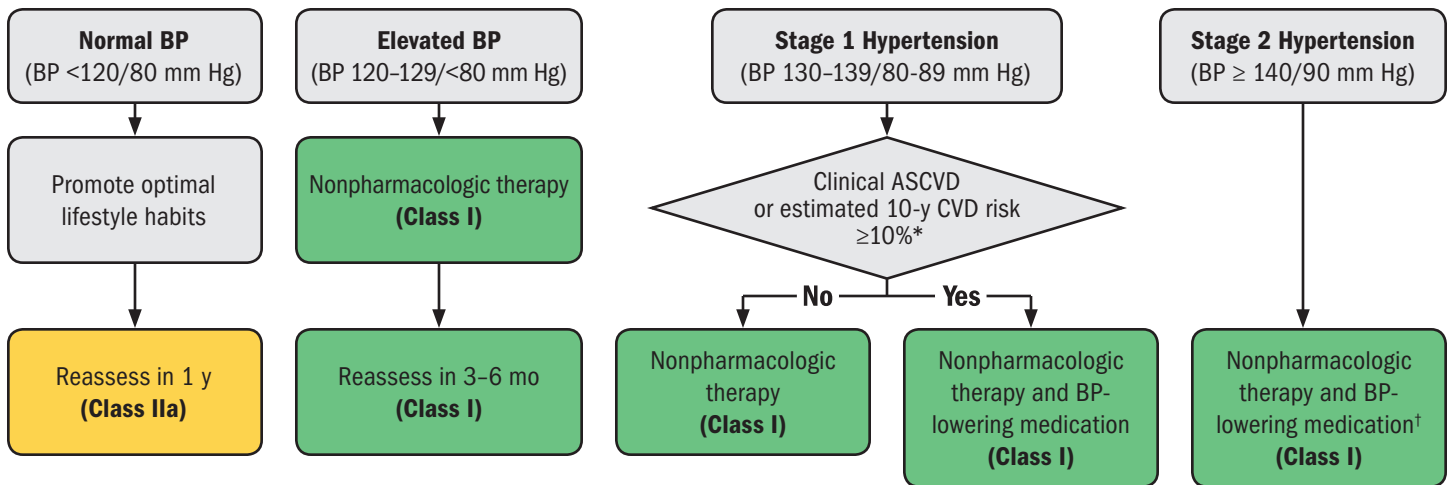 Normal BP
(BP <120/80 mm Hg)
Promote optimal
lifestyle habits
Reassess in 1 y
(Class IIa)
Elevated BP
(BP 120–129/<80 mm Hg)
Nonpharmacologic therapy
(Class I)
Reassess in 3–6 mo
(Class I)
Stage 1 Hypertension
(BP 130–139/80-89 mm Hg)
Clinical ASCVD
or estimated 10-y CVD risk
≥10%*
No
Yes
Nonpharmacologic
therapy
(Class I)
Nonpharmacologic
therapy and BP-
lowering medication
(Class I)
Stage 2 Hypertension
(BP ≥ 140/90 mm Hg)
Nonpharmacologic
therapy and BP-
lowering medication†
(Class I)